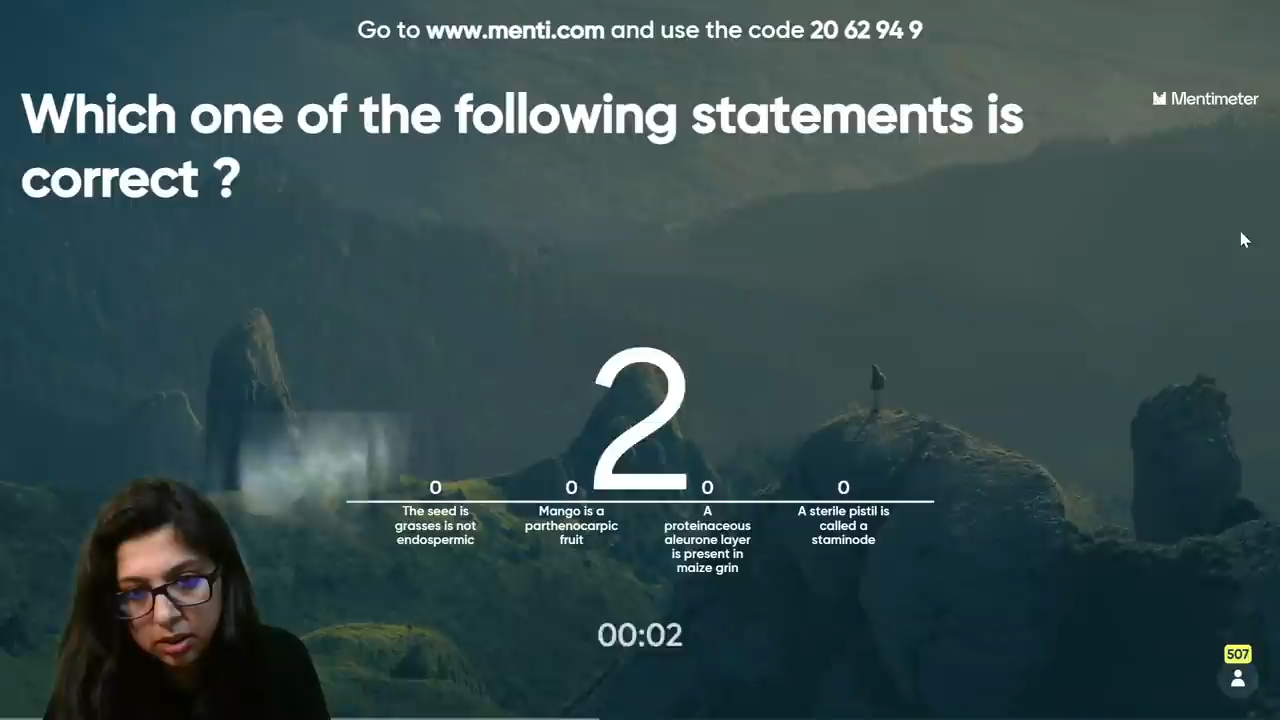 Go to www.menti.com and use the code 20 62 94 9
Mentimeter
Which one of the following statements is
correct ?
2
0
0
0
0
The seed is
grasses is not
endospermic
Mango is a
parthenocarpic
fruit
A
proteinaceous
aleurone layer
is present in
maize grin
A sterile pistil is
called a
staminode
00:02
507